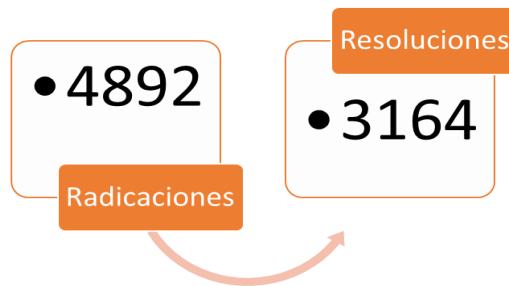 • 4892
Radicaciones
Resoluciones
• 3164